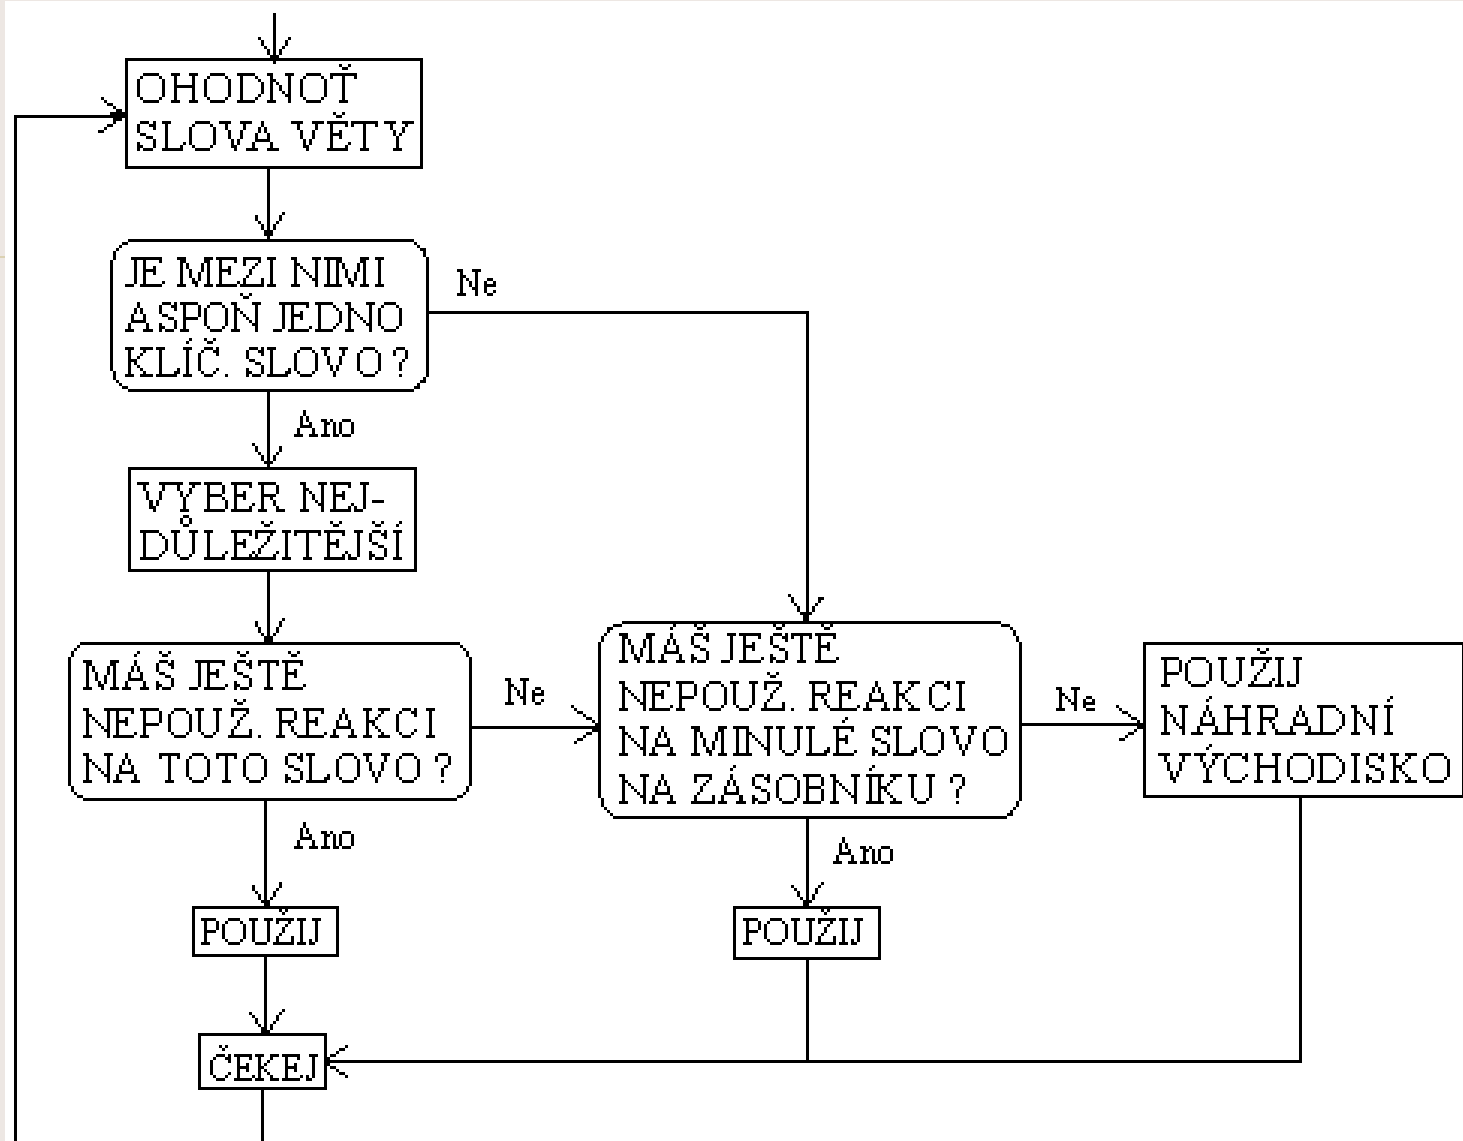 OHODNOŤ
SLOVA VĚTY
JE MEZI NIMI
ASPOŇ JEDNO
KLÍČ. SLOVO ?
Ne
Ano
VYBER NEJ-
DŮLEŽITĚJŠÍ
MÁŠ JEŠTĚ
NEPOUŽ. REAKCI
NA TOTO SLOVO ?
Ne
MÁŠ JEŠTĚ
NEPOUŽ. REAKCI
NA MINULÉ SLOVO
NA ZÁSOBNÍKU ?
Ne
POUŽIJ
NÁHRADNÍ
VÝCHODISKO
Ano
Ano
POUŽIJ
POUŽIJ
ČEKEJ